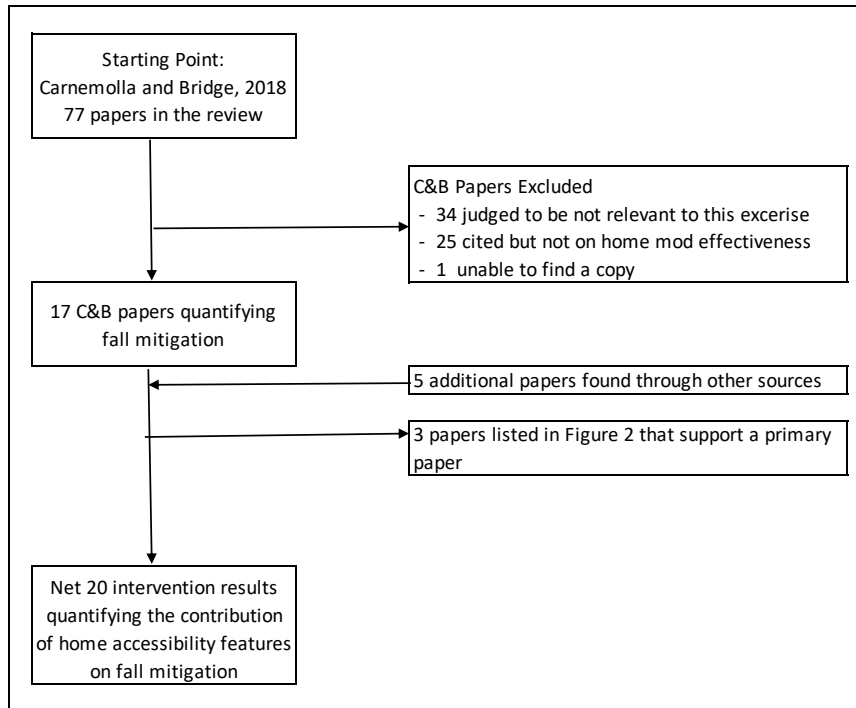 Starting Point:
Carnemolla and Bridge, 2018
77 papers in the review
C&B Papers Excluded
- 34 judged to be not relevant to this excerise
- 25 cited but not on home mod effectiveness
- 1 unable to find a copy
17 C&B papers quantifying
fall mitigation
5 additional papers found through other sources
3 papers listed in Figure 2 that support a primary
paper
Net 20 intervention results
quantifying the contribution
of home accessibility features
on fall mitigation